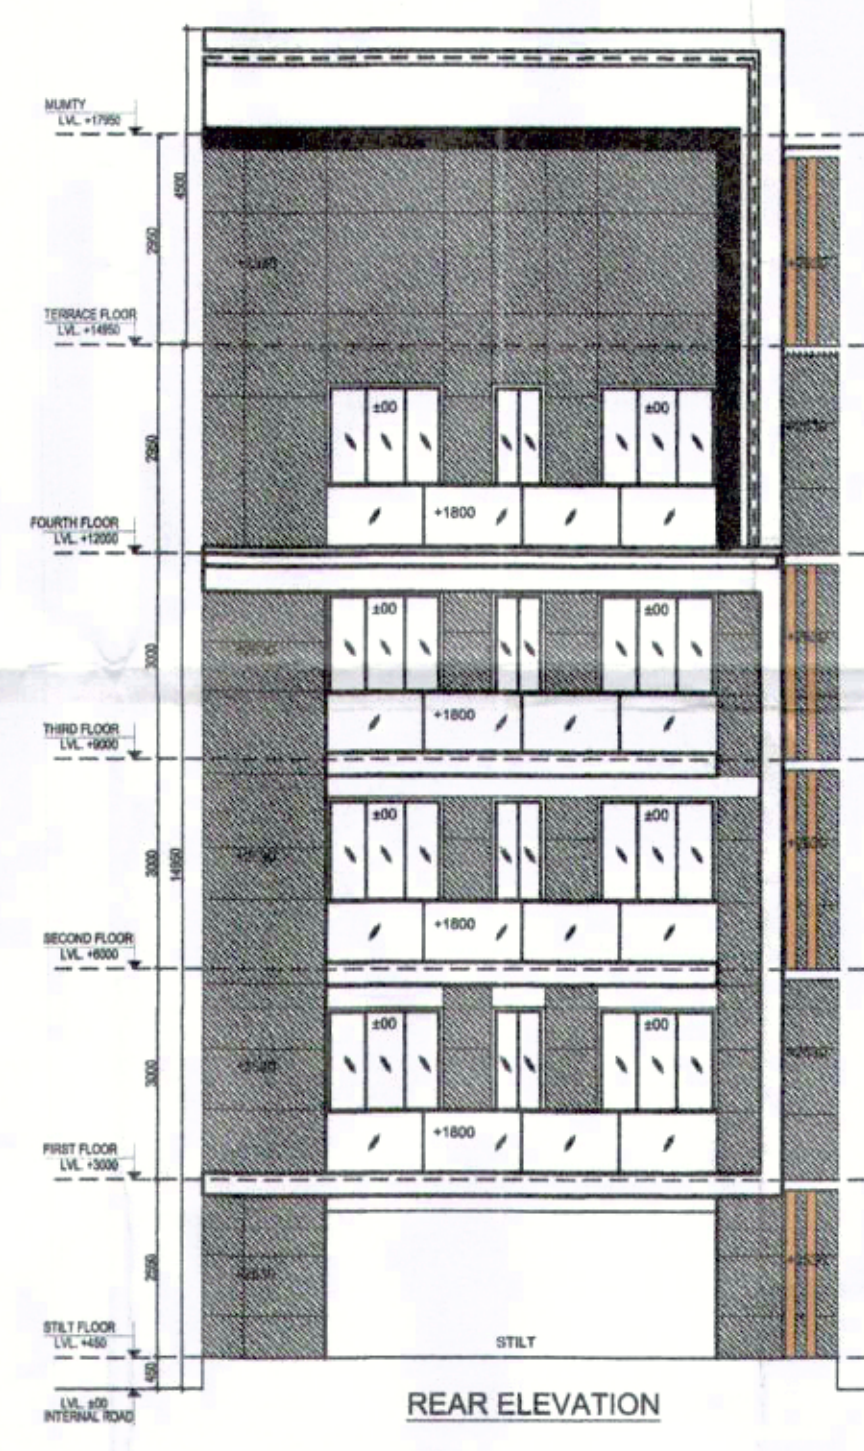 MUMTY
LVL. +17950
4500
2950
TERRACE FLOOR
LVL. +14950
±00
±00
2950
+1800
FOURTH FLOOR
LVL. +12000
±00
±00
3000
+1800
THIRD FLOOR
LVL. +9000
±00
±00
3000
14950
+1800
SECOND FLOOR
LVL. +6000
±00
±00
3000
+1800
FIRST FLOOR
LVL. +3000
2550
STILT FLOOR
LVL. +450
STILT
450
LVL. ±00
INTERNAL ROAD
REAR ELEVATION